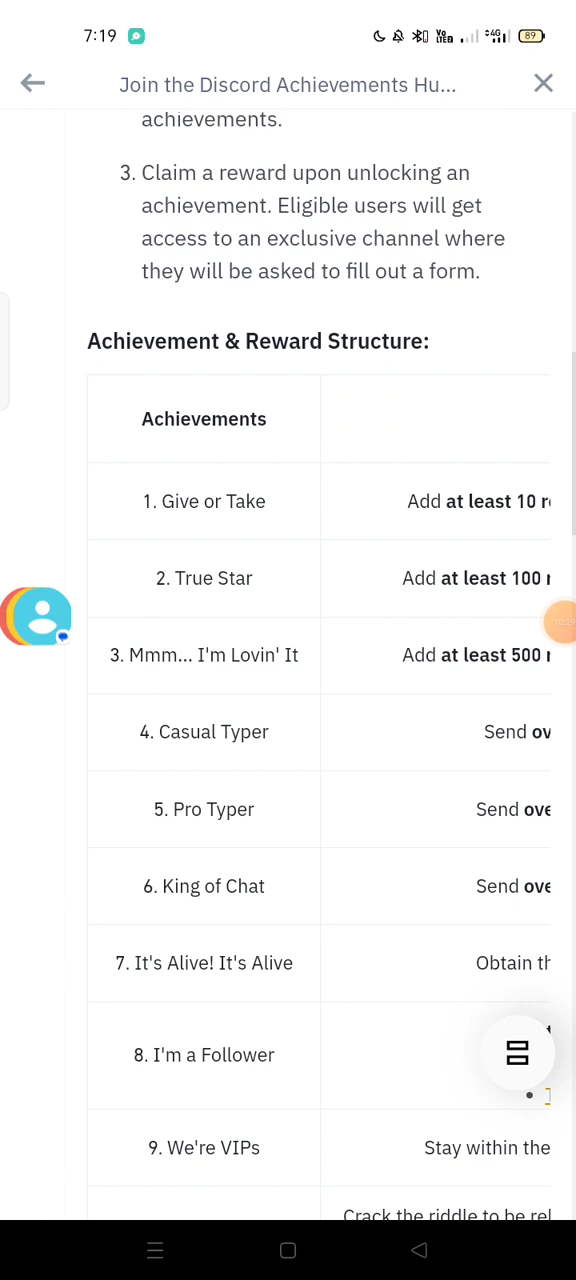 7:19
4G
89
Join the Discord Achievements Hu...
achievements.
3. Claim a reward upon unlocking an
achievement. Eligible users will get
access to an exclusive channel where
they will be asked to fill out a form.
Achievement & Reward Structure:
Achievements
1. Give or Take
Add at least 10
2. True Star
Add at least 100
3. Mmm... I'm Lovin' It
Add at least 500
4. Casual Typer
Send
5. Pro Typer
Send
6. King of Chat
Send
7. It's Alive! It's Alive
Obtain
8. I'm a Follower
9. We're VIPs
Stay within the
Crack the riddle to be